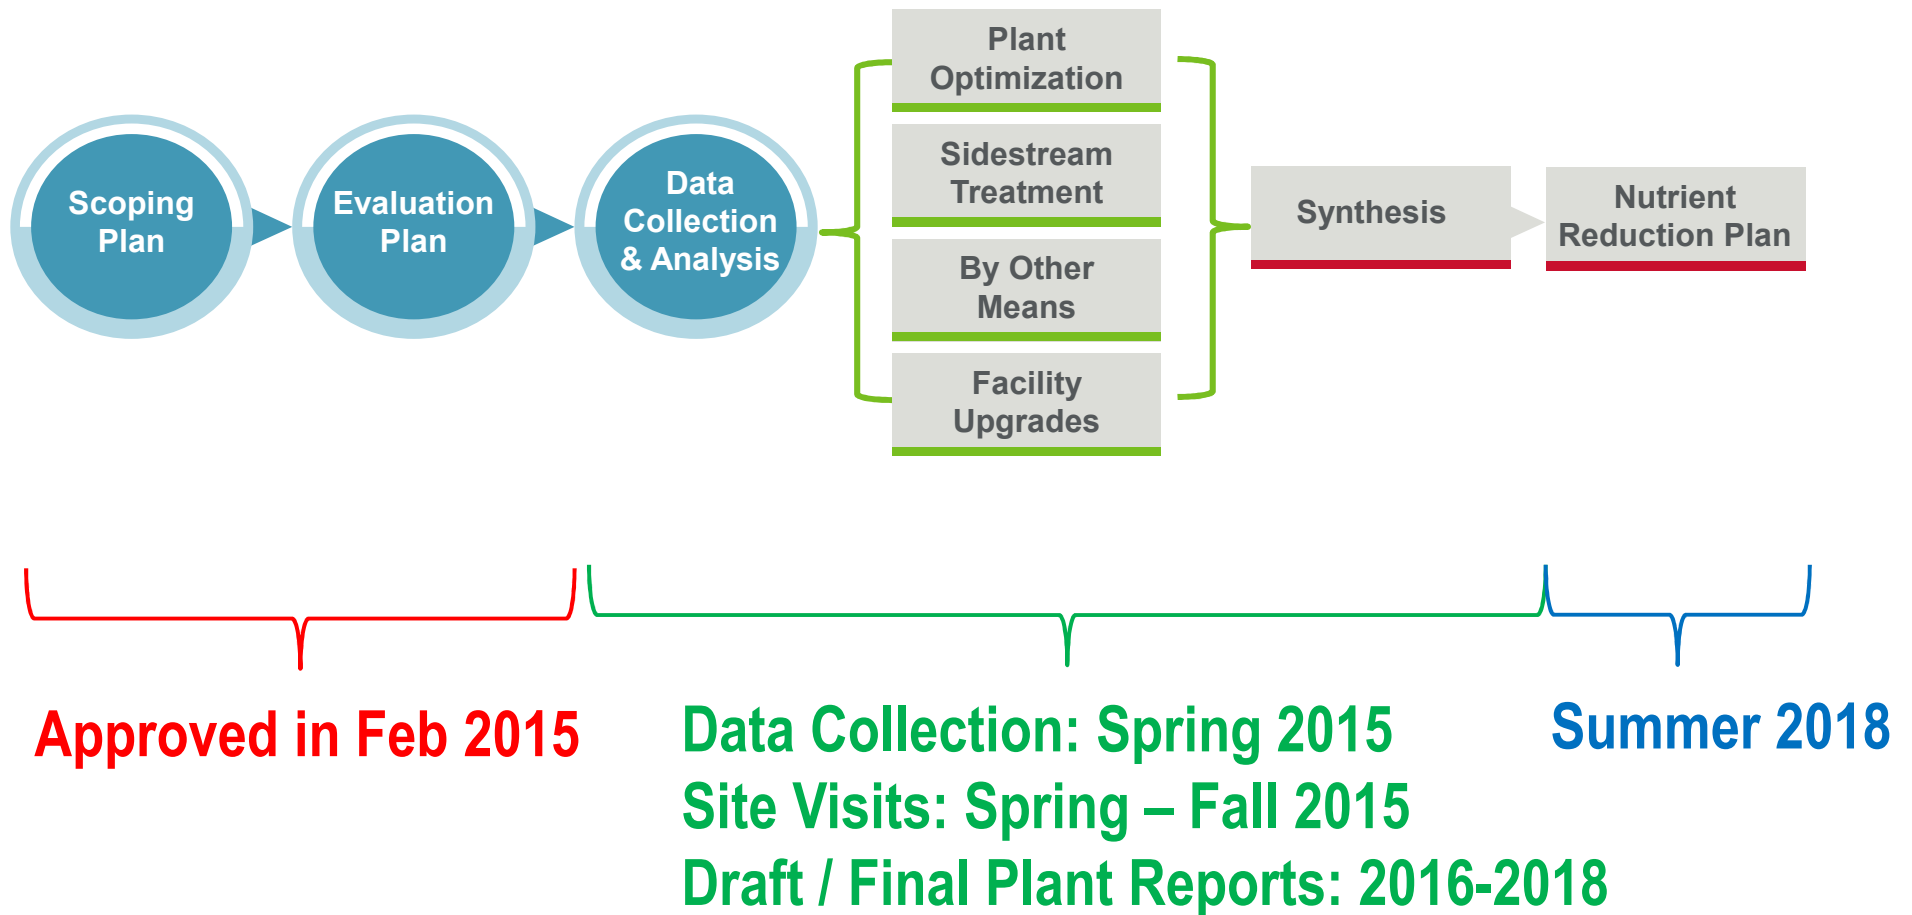 Scoping
Plan
Evaluation
Plan
Data
Collection
& Analysis
Plant
Optimization
Sidestream
Treatment
By Other
Means
Facility
Upgrades
Synthesis
Nutrient
Reduction Plan
Approved in Feb 2015
Data Collection: Spring 2015
Site Visits: Spring – Fall 2015
Draft / Final Plant Reports: 2016-2018
Summer 2018